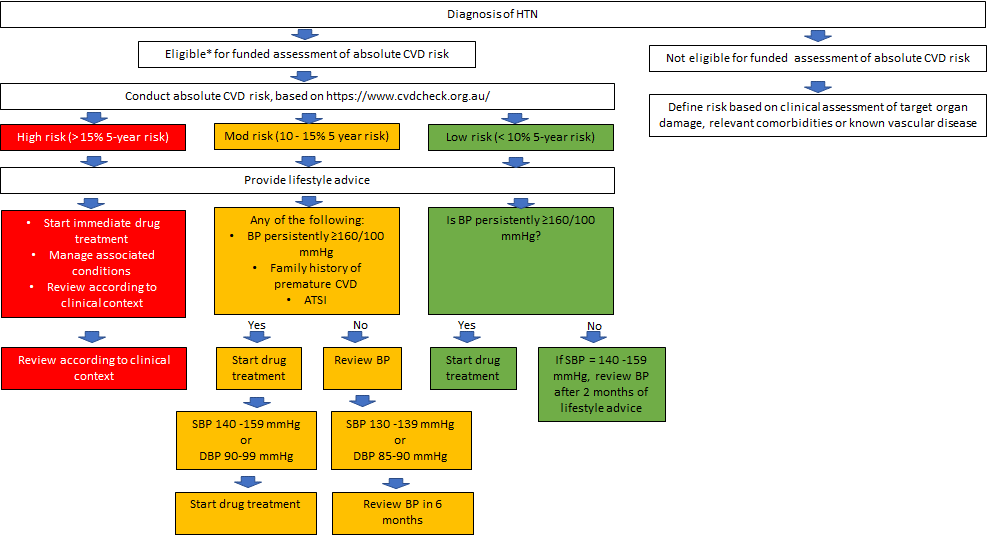 Diagnosis of HTN
Eligible* for funded assessment of absolute CVD risk
Not eligible for funded assessment of absolute CVD risk
Conduct absolute CVD risk, based on https://www.cvdcheck.org.au/
Define risk based on clinical assessment of target organ
damage, relevant comorbidities or known vascular disease
High risk (>15% 5-year risk)
Mod risk (10 - 15% 5 year risk)
Low risk (< 10% 5-year risk)
Provide lifestyle advice
• Start immediate drug
treatment
• Manage associated
conditions
• Review according to
clinical context
Any of the following:
• BP persistently ≥160/100
mmHg
• Family history of
premature CVD
• ATSI
Is BP persistently ≥160/100
mmHg?
Yes
No
Yes
No
Review according to clinical
context
Start drug
treatment
Review BP
Start drug
treatment
If SBP = 140 -159
mmHg, review BP
after 2 months of
lifestyle advice
SBP 140 -159 mmHg
or
DBP 90-99 mmHg
SBP 130 -139 mmHg
or
DBP 85-90 mmHg
Start drug treatment
Review BP in 6
months